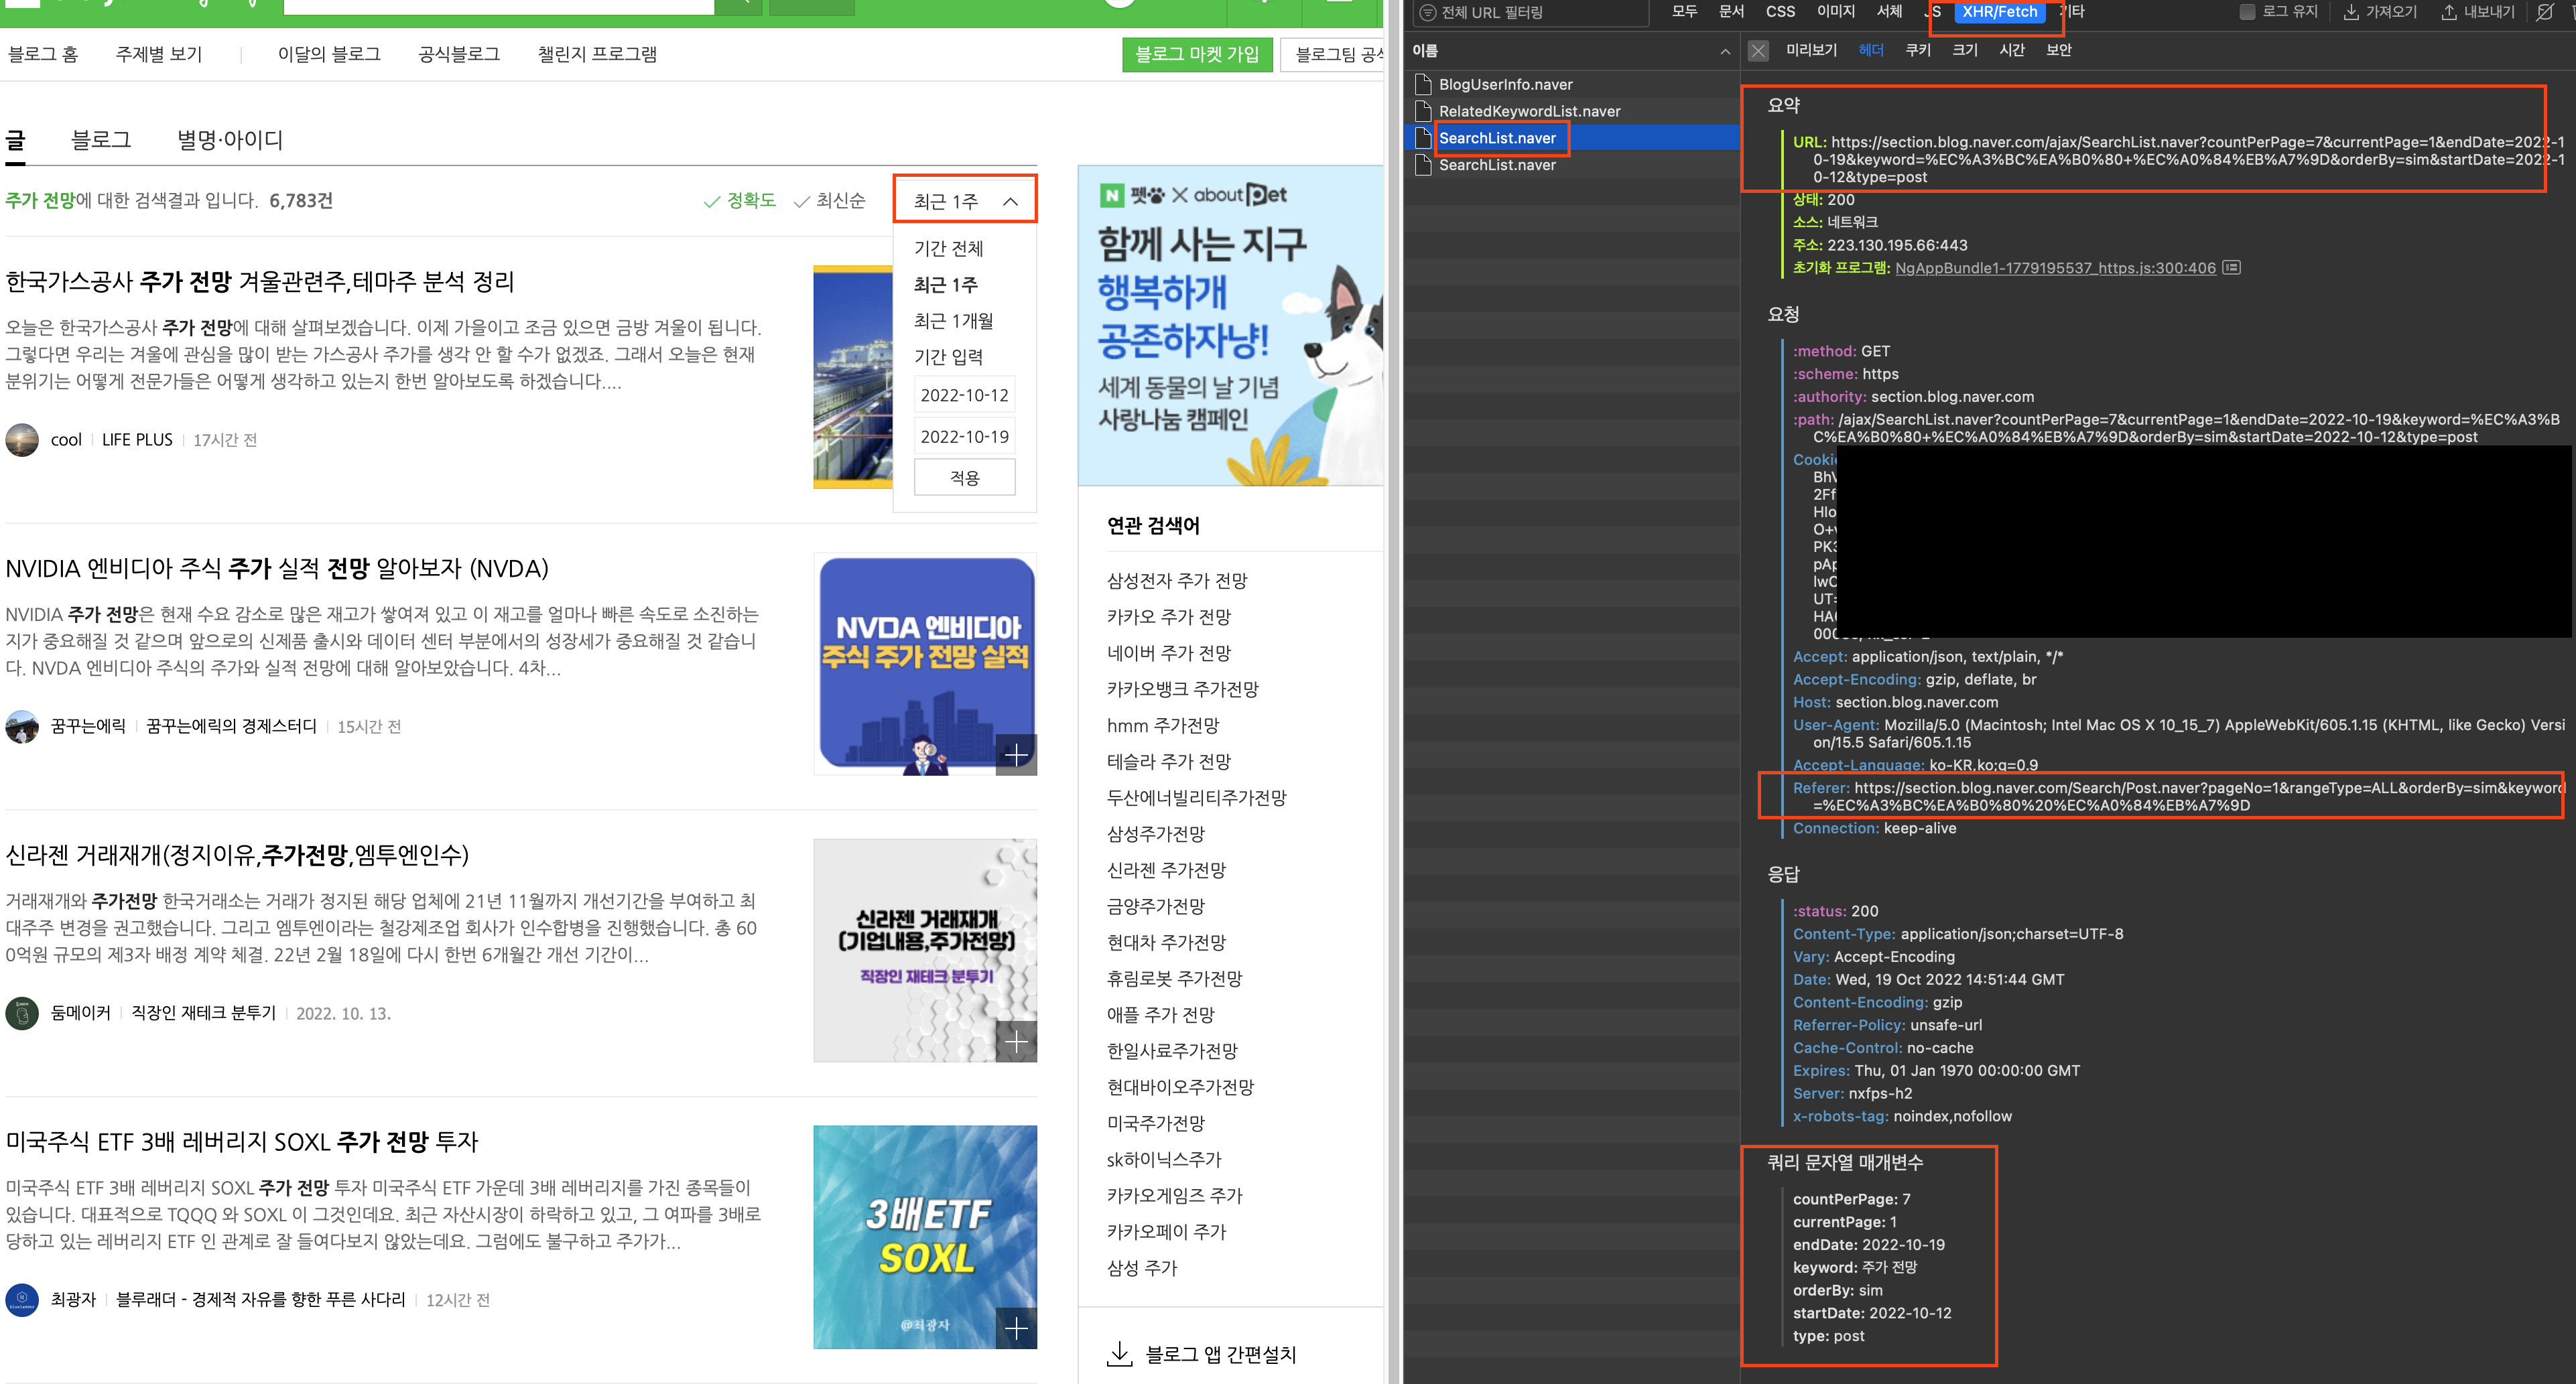 블로그 홈 주제별 보기 이달의 블로그 공식블로그 챌린지 프로그램 블로그 마켓 가입 블로그팀 공식
글 블로그 별명·아이디
주가 전망에 대한 검색결과 입니다. 6,783건 정확도 최신순 최근 1주
기간 전체
최근 1주
최근 1개월
기간 입력
2022-10-12
2022-10-19
적용
한국가스공사 주가 전망 겨울관련주,테마주 분석 정리
오늘은 한국가스공사 주가 전망에 대해 살펴보겠습니다. 이제 가을이고 조금 있으면 금방 겨울이 됩니다.
그렇다면 우리는 겨울에 관심을 많이 받는 가스공사 주가를 생각 안 할 수가 없겠죠. 그래서 오늘은 현재
분위기는 어떻게 전문가들은 어떻게 생각하고 있는지 한번 알아보도록 하겠습니다....
cool LIFE PLUS 17시간 전
NVIDIA 엔비디아 주식 주가 실적 전망 알아보자 (NVDA)
NVIDIA 주가 전망은 현재 수요 감소로 많은 재고가 쌓여져 있고 이 재고를 얼마나 빠른 속도로 소진하는
지가 중요해질 것 같으며 앞으로의 신제품 출시와 데이터 센터 부분에서의 성장세가 중요해질 것 같습니
다. NVDA 엔비디아 주식의 주가와 실적 전망에 대해 알아보았습니다. 4차...
꿈꾸는에릭 꿈꾸는에릭의 경제스터디 15시간 전
NVDA 엔비디아
주식 주가 전망 실적
신라젠 거래재개(정지이유,주가전망,엠투엔인수)
거래재개와 주가전망 한국거래소는 거래가 정지된 해당 업체에 21년 11월까지 개선기간을 부여하고 최
대주주 변경을 권고했습니다. 그리고 엠투엔이라는 철강제조업 회사가 인수합병을 진행했습니다. 총 60
0억원 규모의 제3자 배정 계약 체결. 22년 2월 18일에 다시 한번 6개월간 개선 기간이...
둠메이커 직장인 재테크 분투기 2022. 10. 13.
신라젠 거래재개
(기업내용,주가전망)
직장인 재테크 분투기
미국주식 ETF 3배 레버리지 SOXL 주가 전망 투자
미국주식 ETF 3배 레버리지 SOXL 주가 전망 투자 미국주식 ETF 가운데 3배 레버리지를 가진 종목들이
있습니다. 대표적으로 TQQQ 와 SOXL 이 그것인데요. 최근 자산시장이 하락하고 있고, 그 여파를 3배로
당하고 있는 레버리지 ETF 인 관계로 잘 들여다보지 않았는데요. 그럼에도 불구하고 주가가...
최광자 블루래더 - 경제적 자유를 향한 푸른 사다리 12시간 전
3배ETF
SOXL
@최광자
N 펫 X aboutPet
함께 사는 지구
행복하개
공존하자냥!
세계 동물의 날 기념
사랑나눔 캠페인
연관 검색어
삼성전자 주가 전망
카카오 주가 전망
네이버 주가 전망
카카오뱅크 주가전망
hmm 주가전망
테슬라 주가 전망
두산에너빌리티주가전망
삼성주가전망
신라젠 주가전망
금양주가전망
현대차 주가전망
휴림로봇 주가전망
애플 주가 전망
한일사료주가전망
현대바이오주가전망
미국주가전망
sk하이닉스주가
카카오게임즈 주가
카카오페이 주가
삼성 주가
블로그 앱 간편설치
전체 URL 필터링 모두 문서 CSS 이미지 서체 JS XHR/Fetch 기타 로그 유지 가져오기 내보내기
이름 미리보기 헤더 쿠키 크기 시간 보안
BlogUserInfo.naver
RelatedKeywordList.naver
SearchList.naver
SearchList.naver
요약
URL: https://section.blog.naver.com/ajax/SearchList.naver?countPerPage=7&currentPage=1&endDate=2022-1
0-19&keyword=%EC%A3%BC%EA%B0%80+%EC%A0%84%EB%A7%9D&orderBy=sim&startDate=2022-1
0-12&type=post
상태: 200
소스: 네트워크
주소: 223.130.195.66:443
초기화 프로그램: NgAppBundle1-1779195537_https.js:300:406
요청
:method: GET
:scheme: https
:authority: section.blog.naver.com
:path: /ajax/SearchList.naver?countPerPage=7&currentPage=1&endDate=2022-10-19&keyword=%EC%A3%B
C%EA%B0%80+%EC%A0%84%EB%A7%9D&orderBy=sim&startDate=2022-10-12&type=post
Accept: application/json, text/plain, */*
Accept-Encoding: gzip, deflate, br
Host: section.blog.naver.com
User-Agent: Mozilla/5.0 (Macintosh; Intel Mac OS X 10_15_7) AppleWebKit/605.1.15 (KHTML, like Gecko) Versi
on/15.5 Safari/605.1.15
Accept-Language: ko-KR,ko;q=0.9
Referer: https://section.blog.naver.com/Search/Post.naver?pageNo=1&rangeType=ALL&orderBy=sim&keyword
=%EC%A3%BC%EA%B0%80%20%EC%A0%84%EB%A7%9D
Connection: keep-alive
응답
:status: 200
Content-Type: application/json;charset=UTF-8
Vary: Accept-Encoding
Date: Wed, 19 Oct 2022 14:51:44 GMT
Content-Encoding: gzip
Referrer-Policy: unsafe-url
Cache-Control: no-cache
Expires: Thu, 01 Jan 1970 00:00:00 GMT
Server: nxfps-h2
x-robots-tag: noindex,nofollow
쿼리 문자열 매개변수
countPerPage: 7
currentPage: 1
endDate: 2022-10-19
keyword: 주가 전망
orderBy: sim
startDate: 2022-10-12
type: post